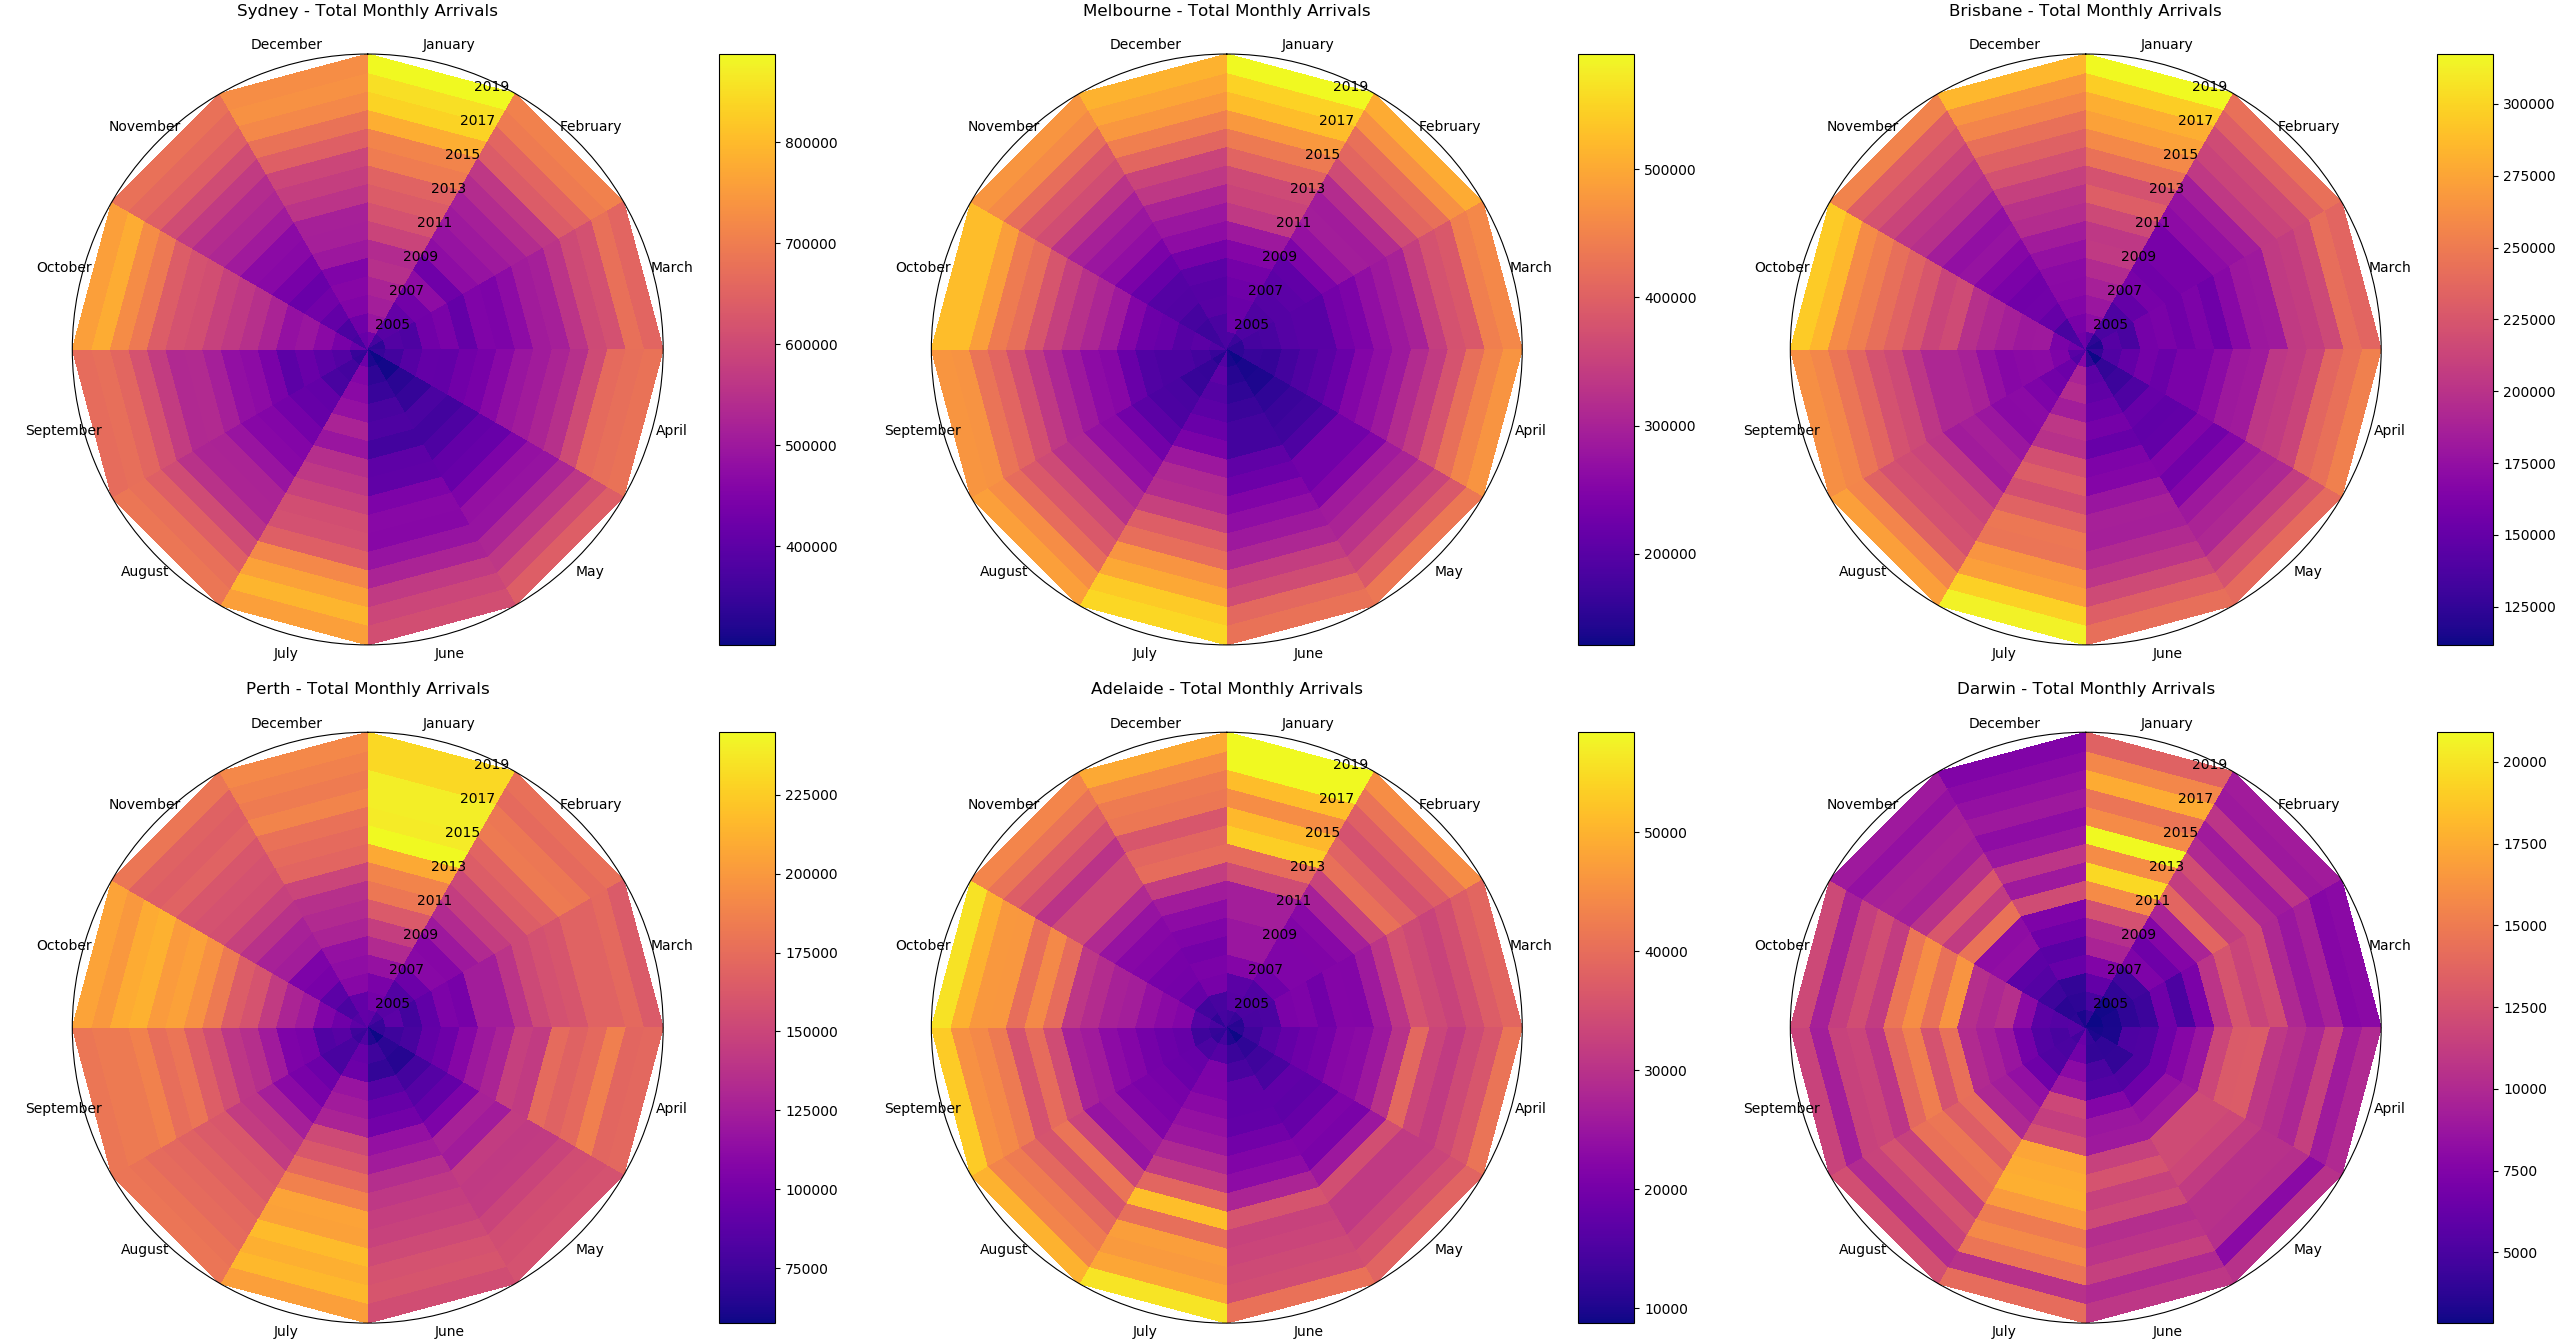 Sydney - Total Monthly Arrivals
December
January
November
February
October
March
September
April
August
May
July
June
2019
2017
2015
2013
2011
2009
2007
2005
800000
700000
600000
500000
400000
Melbourne - Total Monthly Arrivals
December
January
November
February
October
March
September
April
August
May
July
June
2019
2017
2015
2013
2011
2009
2007
2005
500000
400000
300000
200000
Brisbane - Total Monthly Arrivals
December
January
November
February
October
March
September
April
August
May
July
June
2019
2017
2015
2013
2011
2009
2007
2005
300000
275000
250000
225000
200000
175000
150000
125000
Perth - Total Monthly Arrivals
December
January
November
February
October
March
September
April
August
May
July
June
2019
2017
2015
2013
2011
2009
2007
2005
225000
200000
175000
150000
125000
100000
75000
Adelaide - Total Monthly Arrivals
December
January
November
February
October
March
September
April
August
May
July
June
2019
2017
2015
2013
2011
2009
2007
2005
50000
40000
30000
20000
10000
Darwin - Total Monthly Arrivals
December
January
November
February
October
March
September
April
August
May
July
June
2019
2017
2015
2013
2011
2009
2007
2005
20000
17500
15000
12500
10000
7500
5000